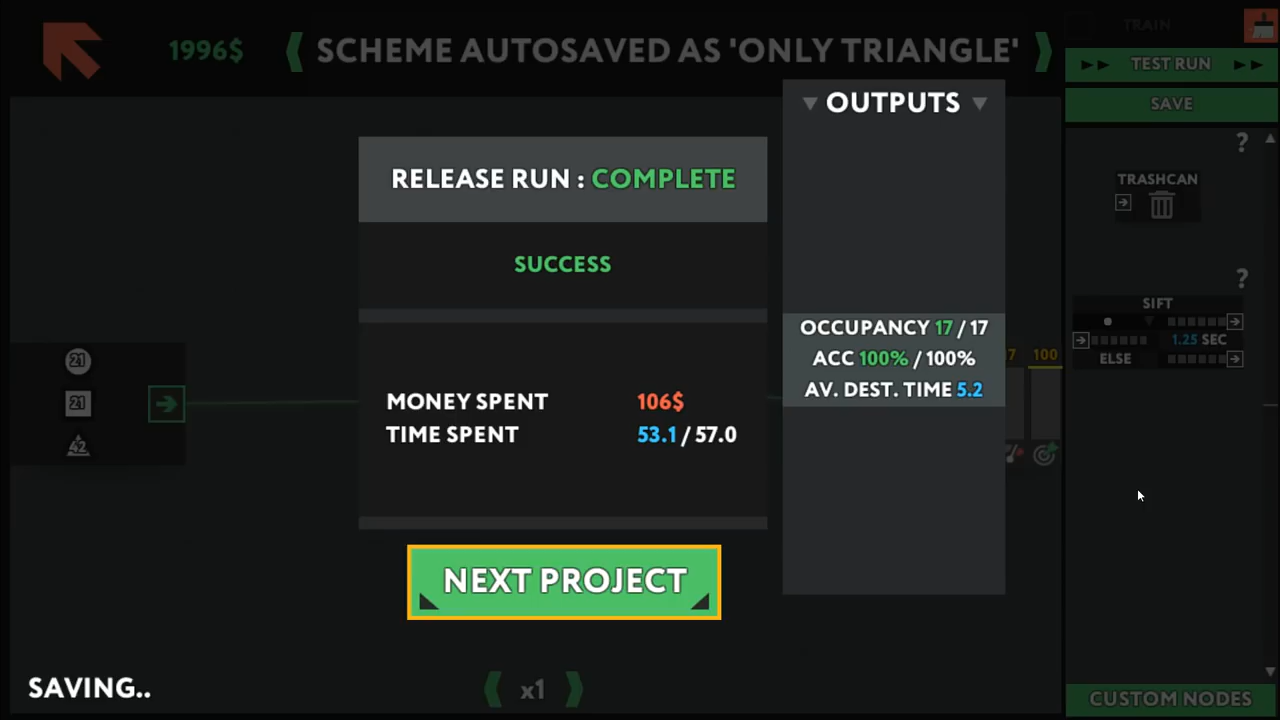 1996$
SCHEME AUTOSAVED AS 'ONLY TRIANGLE'
TRAIN
TEST RUN
SAVE
OUTPUTS
RELEASE RUN : COMPLETE
SUCCESS
MONEY SPENT 106$
TIME SPENT 53.1 / 57.0
OCCUPANCY 17 / 17
ACC 100% / 100%
AV. DEST. TIME 5.2
NEXT PROJECT
21
21
42
7 100
?
TRASHCAN
?
SIFT
1.25 SEC
ELSE
SAVING..
x1
CUSTOM NODES